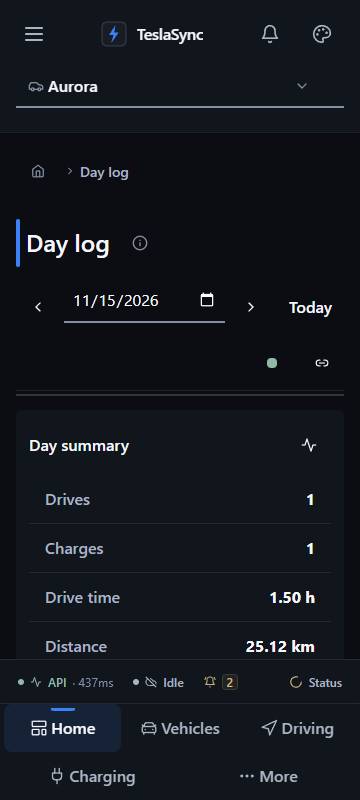 TeslaSync
Aurora
Day log
Day log
11/15/2026
Today
Day summary
Drives 1
Charges 1
Drive time 1.50 h
Distance 25.12 km
API · 437ms Idle 2 Status
Home Vehicles Driving
Charging More